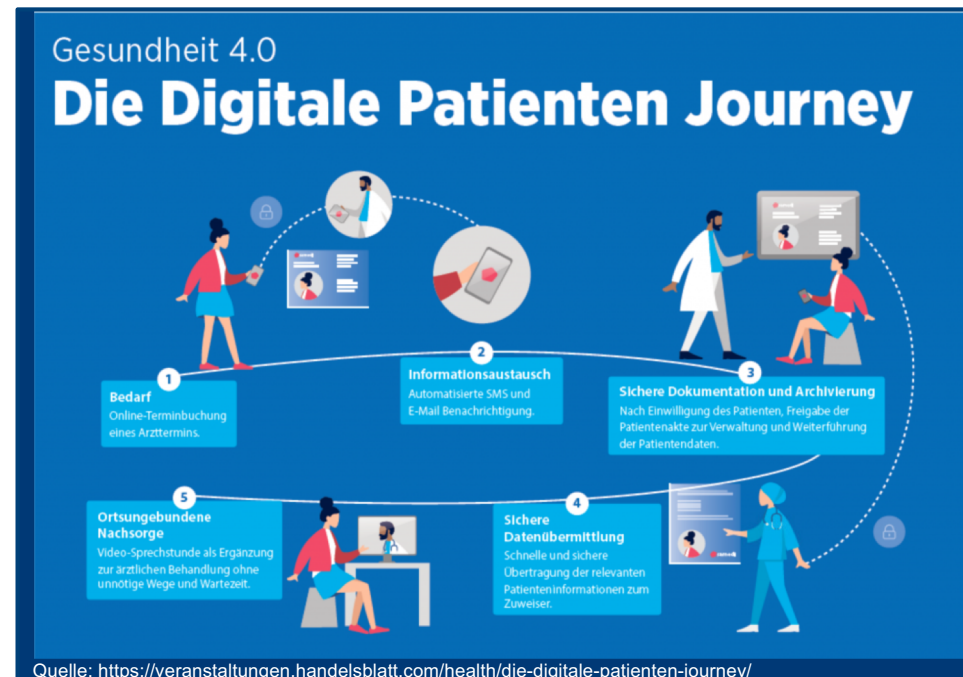 Gesundheit 4.0
Die Digitale Patienten Journey
1
Bedarf
Online-Terminbuchung
eines Arzttermins.
2
Informationsaustausch
Automatisierte SMS und
E-Mail Benachrichtigung.
3
Sichere Dokumentation und Archivierung
Nach Einwilligung des Patienten, Freigabe der
Patientenakte zur Verwaltung und Weiterführung
der Patientendaten.
4
Sichere
Datenübermittlung
Schnelle und sichere
Übertragung der relevanten
Patienteninformationen zum
Zuweiser.
5
Ortsungebundene
Nachsorge
Video-Sprechstunde als Ergänzung
zur ärztlichen Behandlung ohne
unnötige Wege und Wartezeit.
Quelle: https://veranstaltungen.handelsblatt.com/health/die-digitale-patienten-journey/